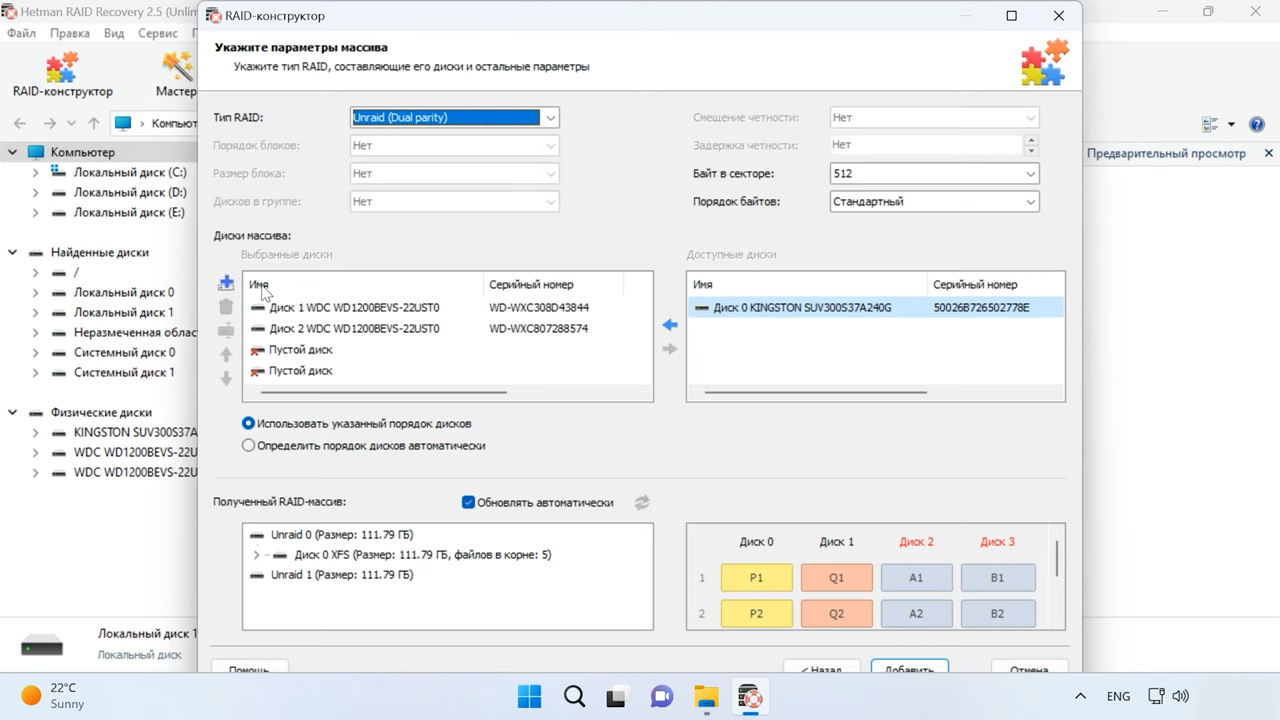 Hetman RAID Recovery 2.5 (Unlim
Файл Правка Вид Сервис
RAID-конструктор
Мастер
Компьют
Компьютер
Локальный диск (C:)
Локальный диск (D:)
Локальный диск (E:)
Найденные диски
/
Локальный диск 0
Локальный диск 1
Неразмеченная облас
Системный диск 0
Системный диск 1
Физические диски
KINGSTON SUV300S37A
WDC WD1200BEVS-22U
WDC WD1200BEVS-22U
Локальный диск 1
Локальный диск
Предварительный просмотр
RAID-конструктор
Укажите параметры массива
Укажите тип RAID, составляющие его диски и остальные параметры
Тип RAID: Unraid (Dual parity)
Порядок блоков: Нет
Размер блока: Нет
Дисков в группе: Нет
Смещение четности: Нет
Задержка четности: Нет
Байт в секторе: 512
Порядок байтов: Стандартный
Диски массива:
Выбранные диски
Имя Серийный номер
Диск 1 WDC WD1200BEVS-22UST0 WD-WXC308D43844
Диск 2 WDC WD1200BEVS-22UST0 WD-WXC807288574
Пустой диск
Пустой диск
Доступные диски
Имя Серийный номер
Диск 0 KINGSTON SUV300S37A240G 50026B726502778E
Использовать указанный порядок дисков
Определить порядок дисков автоматически
Полученный RAID-массив: Обновлять автоматически
Unraid 0 (Размер: 111.79 ГБ)
Диск 0 XFS (Размер: 111.79 ГБ, файлов в корне: 5)
Unraid 1 (Размер: 111.79 ГБ)
Диск 0 Диск 1 Диск 2 Диск 3
1 P1 Q1 A1 B1
2 P2 Q2 A2 B2
Помощь < Назад Добавить Отмена
22°C
Sunny
ENG